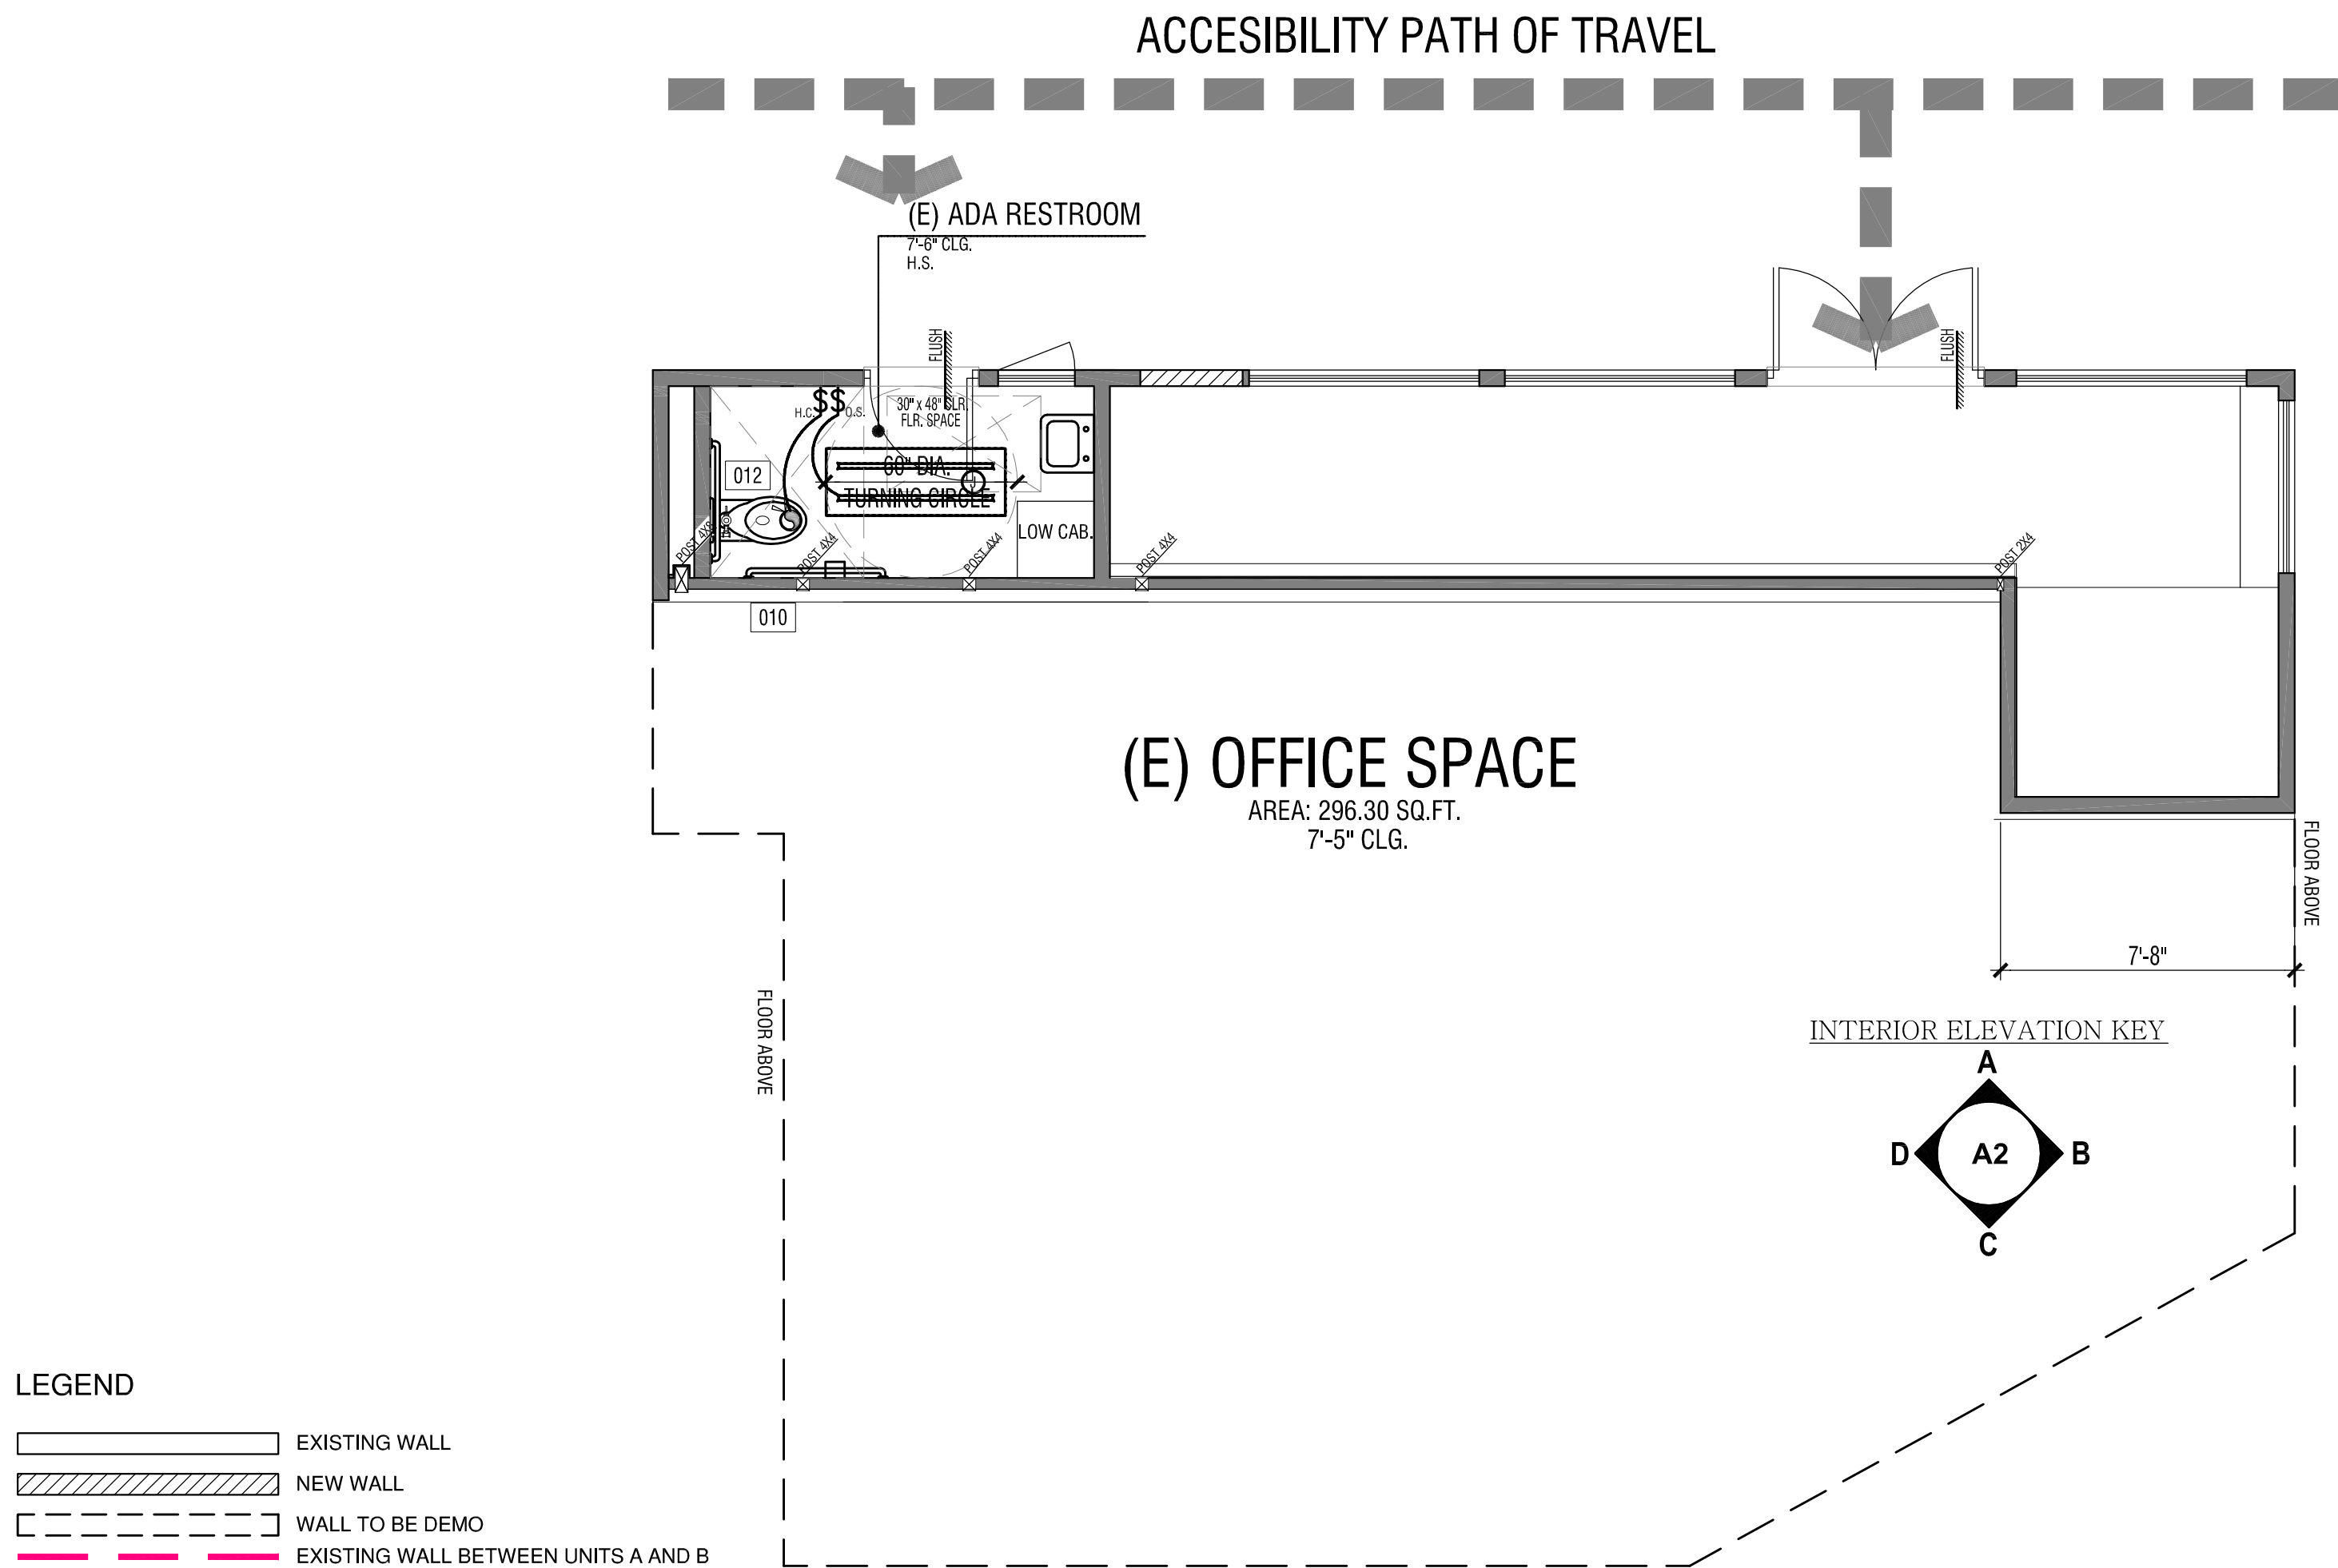 ACCESIBILITY PATH OF TRAVEL
(E) ADA RESTROOM
7'-6" CLG.
H.S.
FLUSH
FLUSH
H.C.
$$
O.S.
30" x 48" CLR.
FLR. SPACE
012
60" DIA.
TURNING CIRCLE
J
LOW CAB.
POST 4X8
POST 4X4
POST 4X4
POST 4X4
POST 2X4
010
(E) OFFICE SPACE
AREA: 296.30 SQ.FT.
7'-5" CLG.
FLOOR ABOVE
7'-8"
FLOOR ABOVE
INTERIOR ELEVATION KEY
A
D
A2
B
C
LEGEND
EXISTING WALL
NEW WALL
WALL TO BE DEMO
EXISTING WALL BETWEEN UNITS A AND B